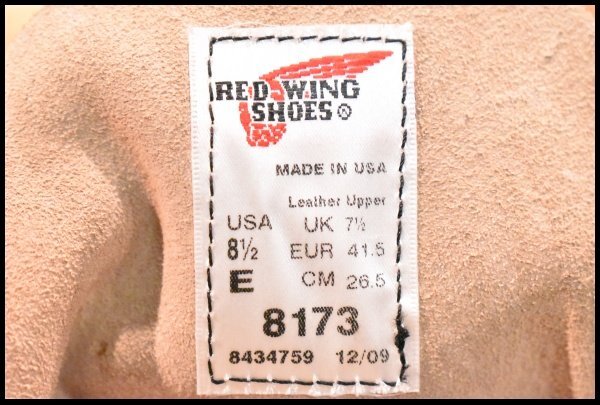 RED WING
SHOES®
MADE IN USA
Leather Upper
USA UK 7½
8½ EUR 41.5
E CM 26.5
8173
8434759 12/09